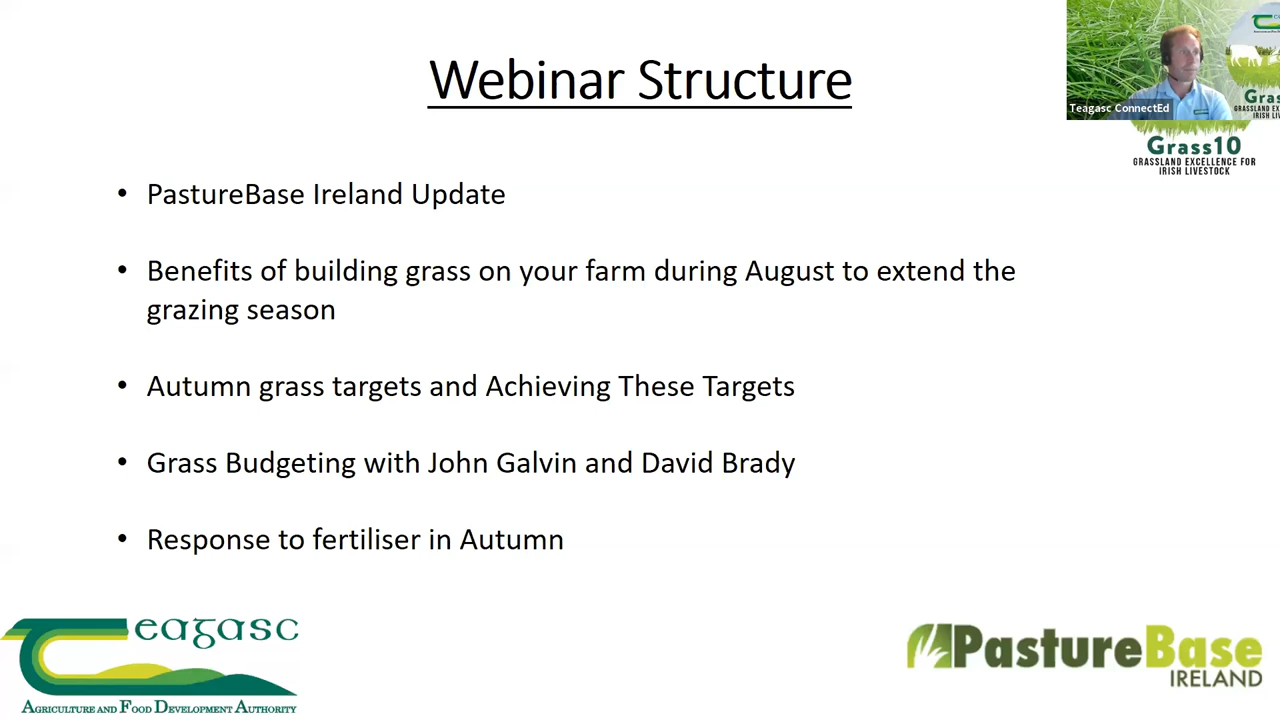 Webinar Structure
Teagasc ConnectEd
Grass10
GRASSLAND EXCELLENCE FOR
IRISH LIVESTOCK
• PastureBase Ireland Update
• Benefits of building grass on your farm during August to extend the
grazing season
• Autumn grass targets and Achieving These Targets
• Grass Budgeting with John Galvin and David Brady
• Response to fertiliser in Autumn
Teagasc
AGRICULTURE AND FOOD DEVELOPMENT AUTHORITY
PastureBase
IRELAND